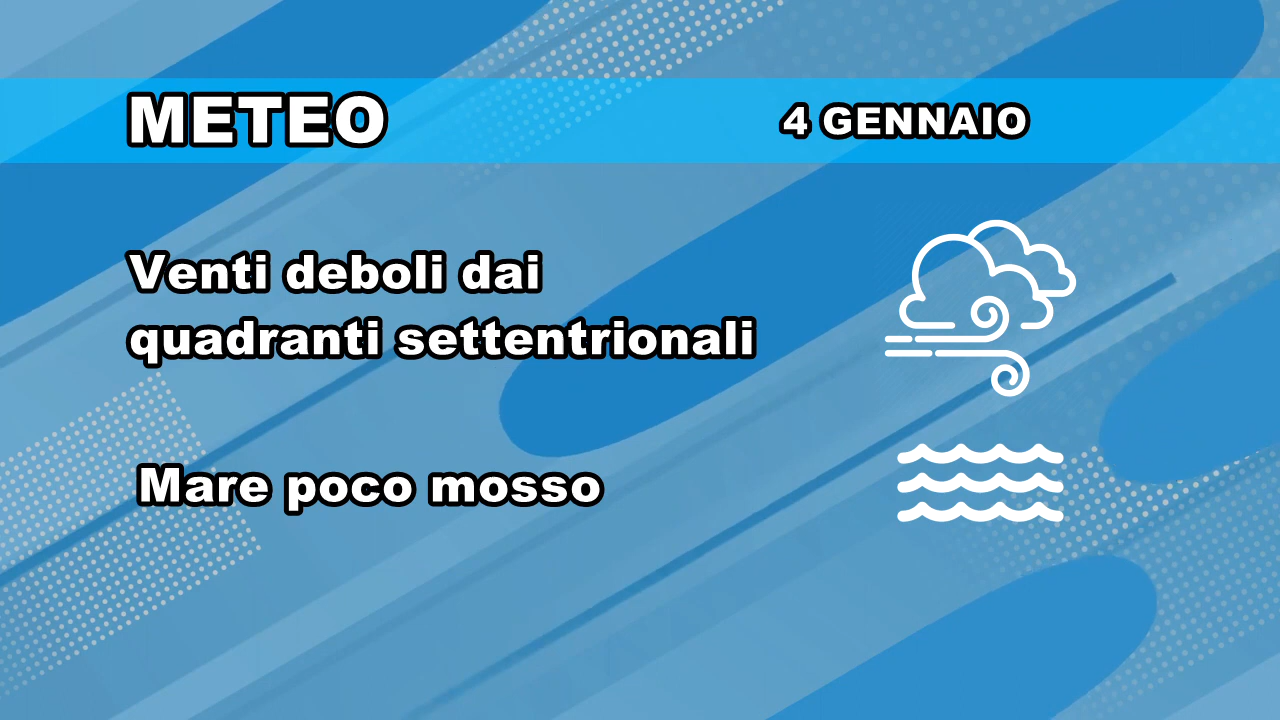 METEO
4 GENNAIO
Venti deboli dai
quadranti settentrionali
Mare poco mosso